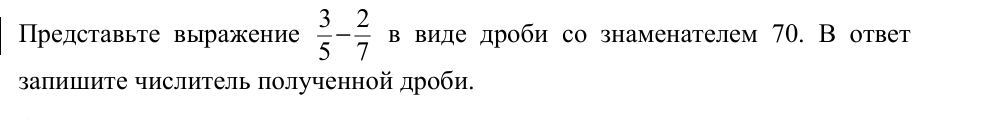 Представьте выражение 3/5 − 2/7 в виде дроби со знаменателем 70. В ответ
запишите числитель полученной дроби.